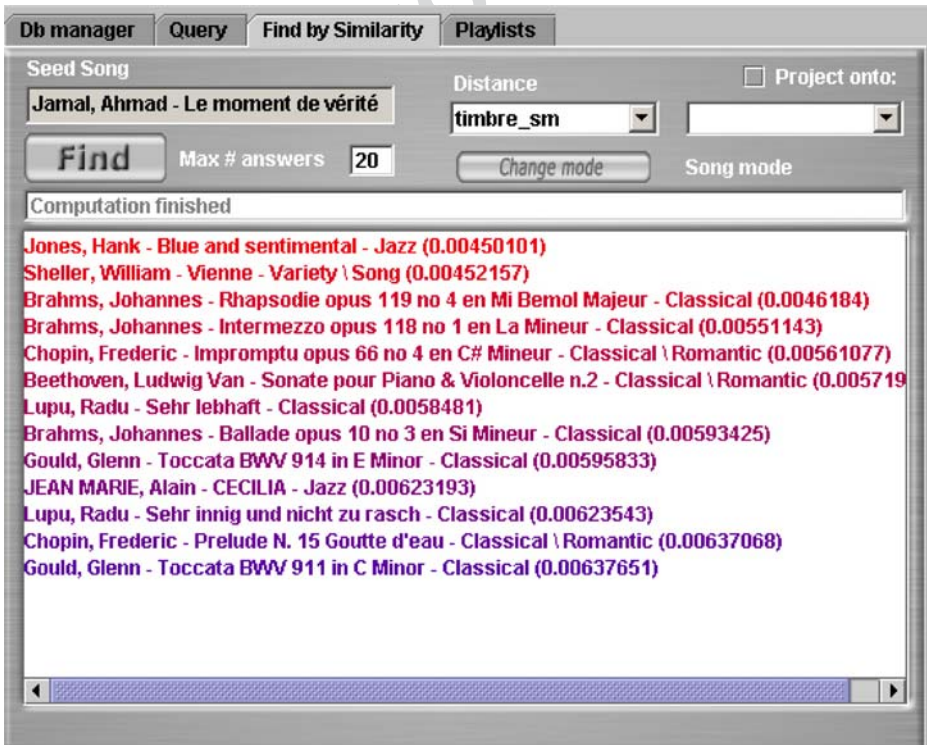 Db manager Query Find by Similarity Playlists
Seed Song
Distance
Project onto:
Jamal, Ahmad - Le moment de vérité
timbre_sm
Find Max # answers 20 Change mode Song mode
Computation finished
Jones, Hank - Blue and sentimental - Jazz (0.00450101)
Sheller, William - Vienne - Variety \ Song (0.00452157)
Brahms, Johannes - Rhapsodie opus 119 no 4 en Mi Bemol Majeur - Classical (0.0046184)
Brahms, Johannes - Intermezzo opus 118 no 1 en La Mineur - Classical (0.00551143)
Chopin, Frederic - Impromptu opus 66 no 4 en C# Mineur - Classical \ Romantic (0.00561077)
Beethoven, Ludwig Van - Sonate pour Piano & Violoncelle n.2 - Classical \ Romantic (0.005719
Lupu, Radu - Sehr lebhaft - Classical (0.0058481)
Brahms, Johannes - Ballade opus 10 no 3 en Si Mineur - Classical (0.00593425)
Gould, Glenn - Toccata BWV 914 in E Minor - Classical (0.00595833)
JEAN MARIE, Alain - CECILIA - Jazz (0.00623193)
Lupu, Radu - Sehr innig und nicht zu rasch - Classical (0.00623543)
Chopin, Frederic - Prelude N. 15 Goutte d'eau - Classical \ Romantic (0.00637068)
Gould, Glenn - Toccata BWV 911 in C Minor - Classical (0.00637651)